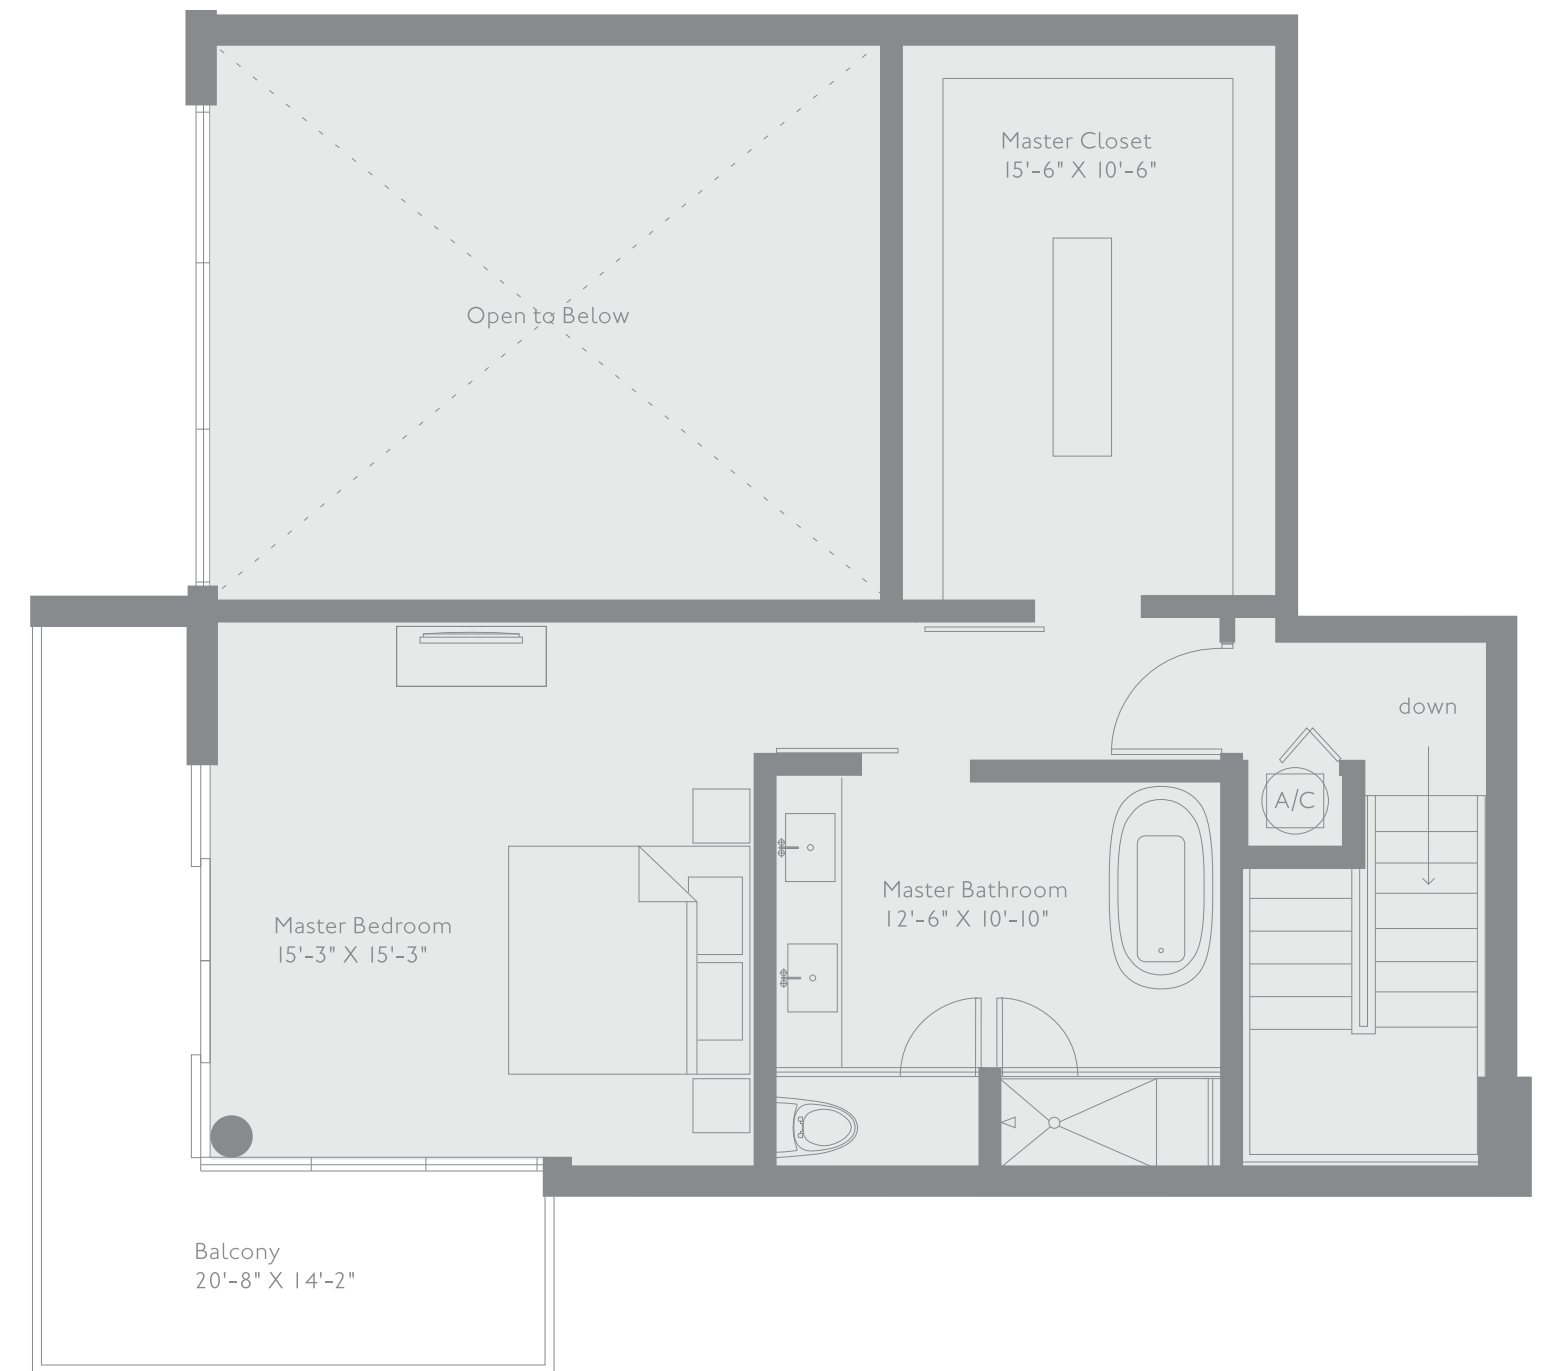 Master Closet
15'-6" X 10'-6"
Open to Below
down
A/C
Master Bathroom
12'-6" X 10'-10"
Master Bedroom
15'-3" X 15'-3"
Balcony
20'-8" X 14'-2"